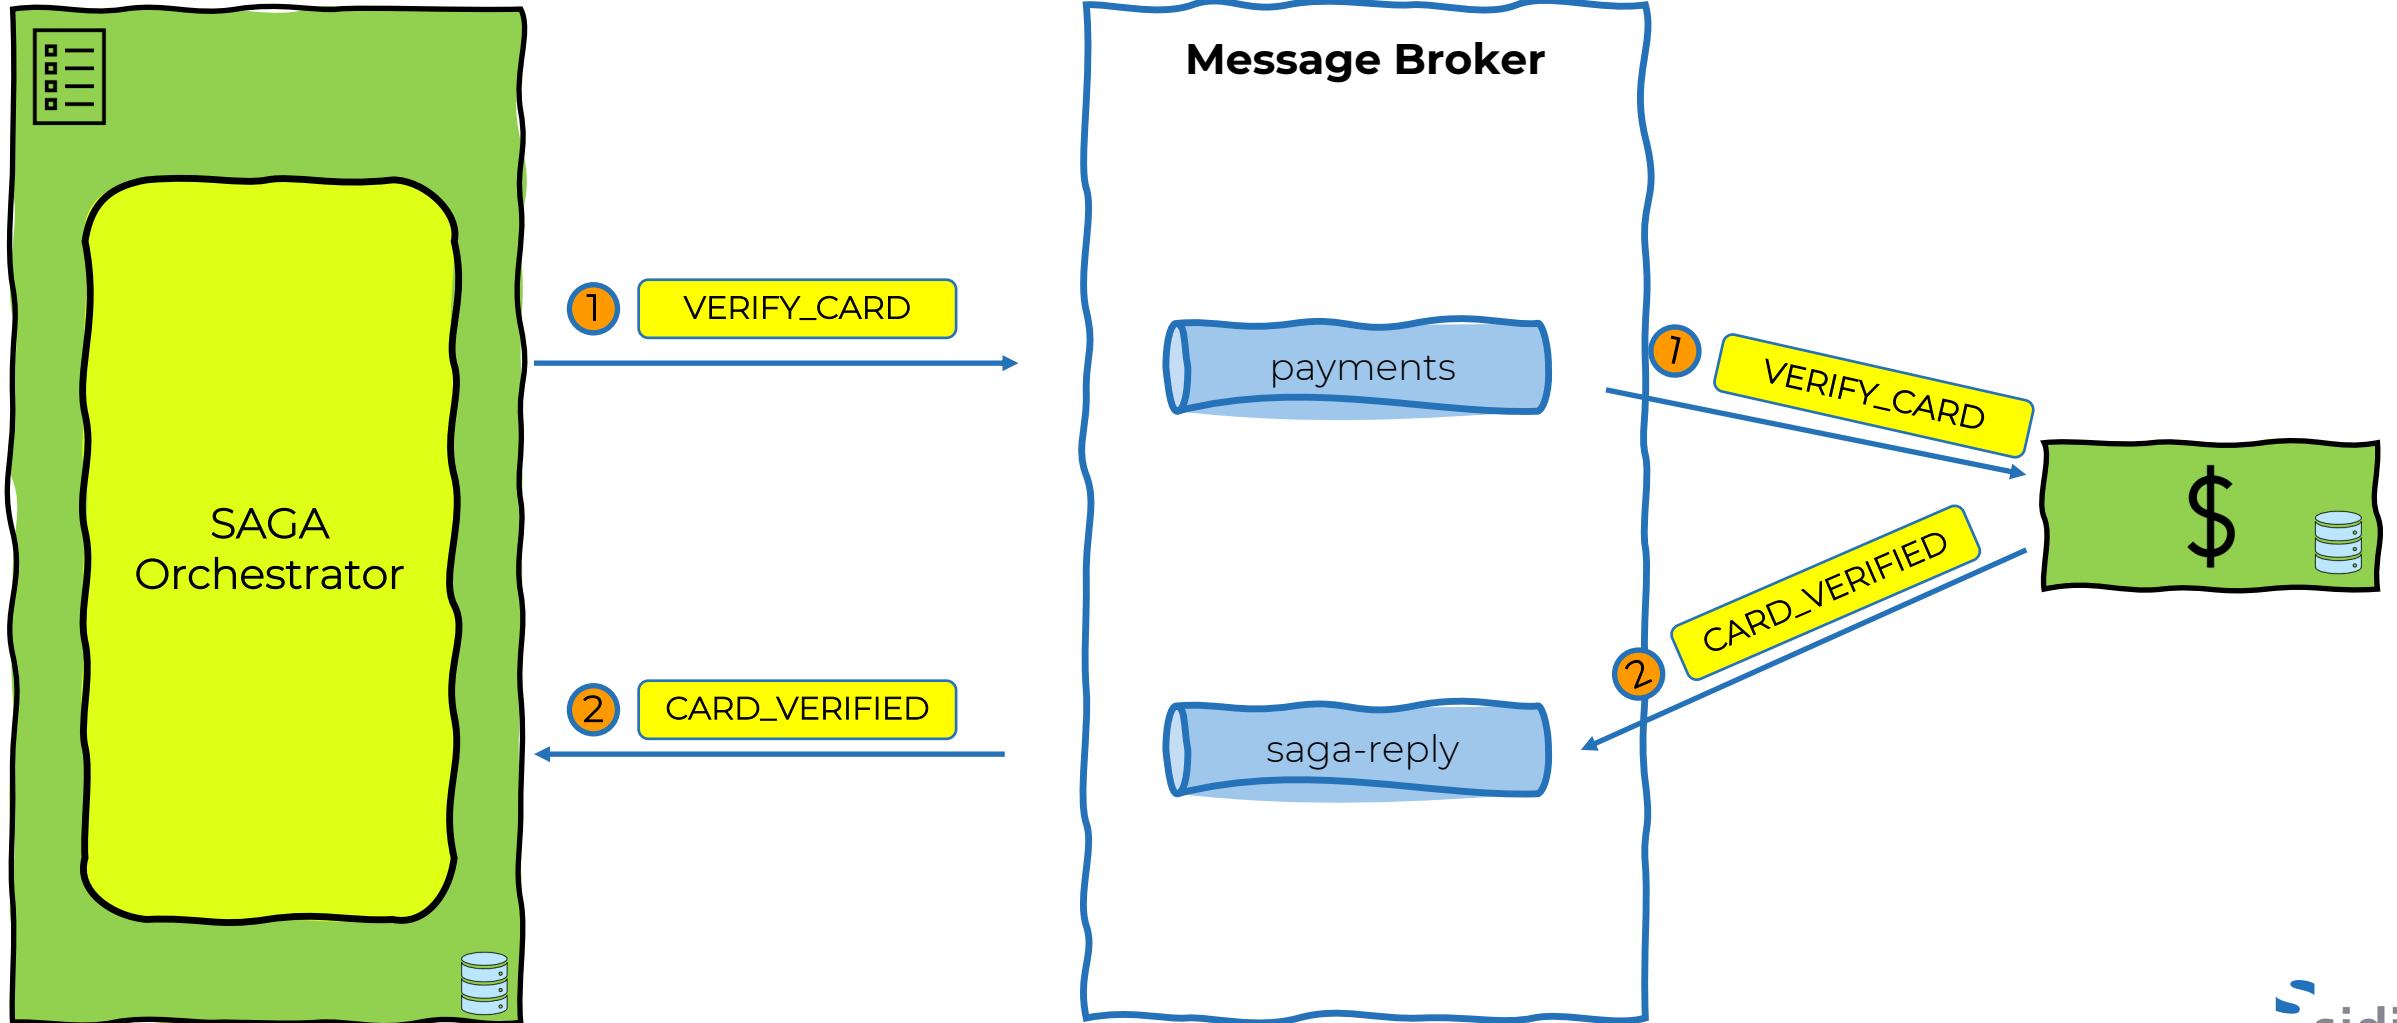 Message Broker
1
VERIFY_CARD
payments
1
VERIFY_CARD
$
SAGA
Orchestrator
CARD_VERIFIED
2
2
CARD_VERIFIED
saga-reply